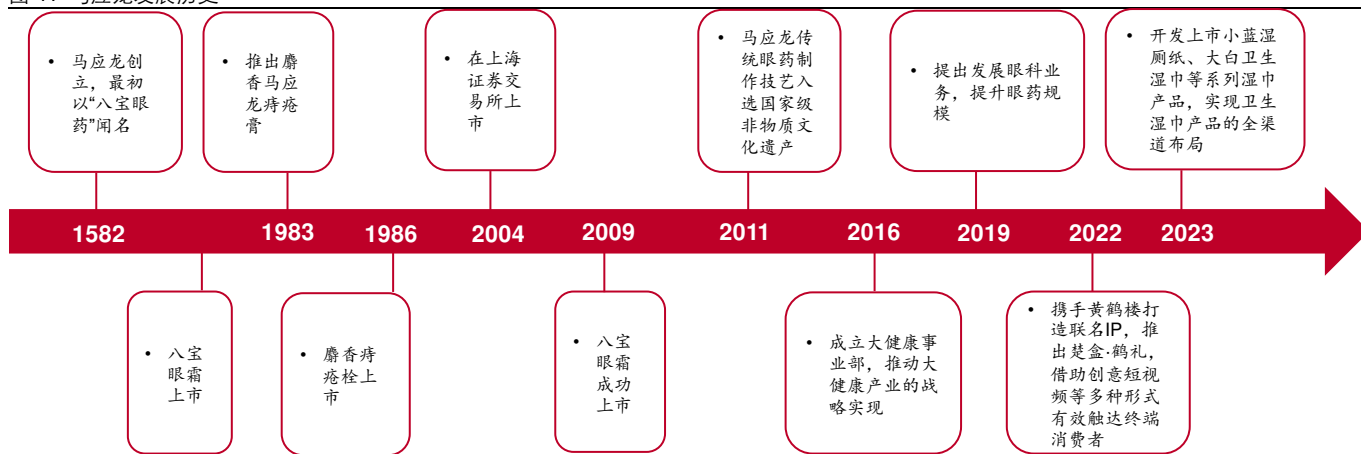 • 马应龙创
立，最初
以“八宝眼
药”闻名
• 推出麝
香马应
龙痔疮
膏
• 在上海
证券交
易所上
市
• 马应龙传
统眼药制
作技艺入
选国家级
非物质文
化遗产
• 提出发展眼科业
务，提升眼药规
模
• 开发上市小蓝湿
厕纸、大白卫生
湿巾等系列湿巾
产品，实现卫生
湿巾产品的全渠
道布局
1582 1983 1986 2004 2009 2011 2016 2019 2022 2023
• 八宝
眼霜
上市
• 麝香痔
疮栓上
市
• 八宝
眼霜
成功
上市
• 成立大健康事
业部，推动大
健康产业的战
略实现
• 携手黄鹤楼打
造联名IP，推
出楚盒·鹤礼，
借助创意短视
频等多种形式
有效触达终端
消费者